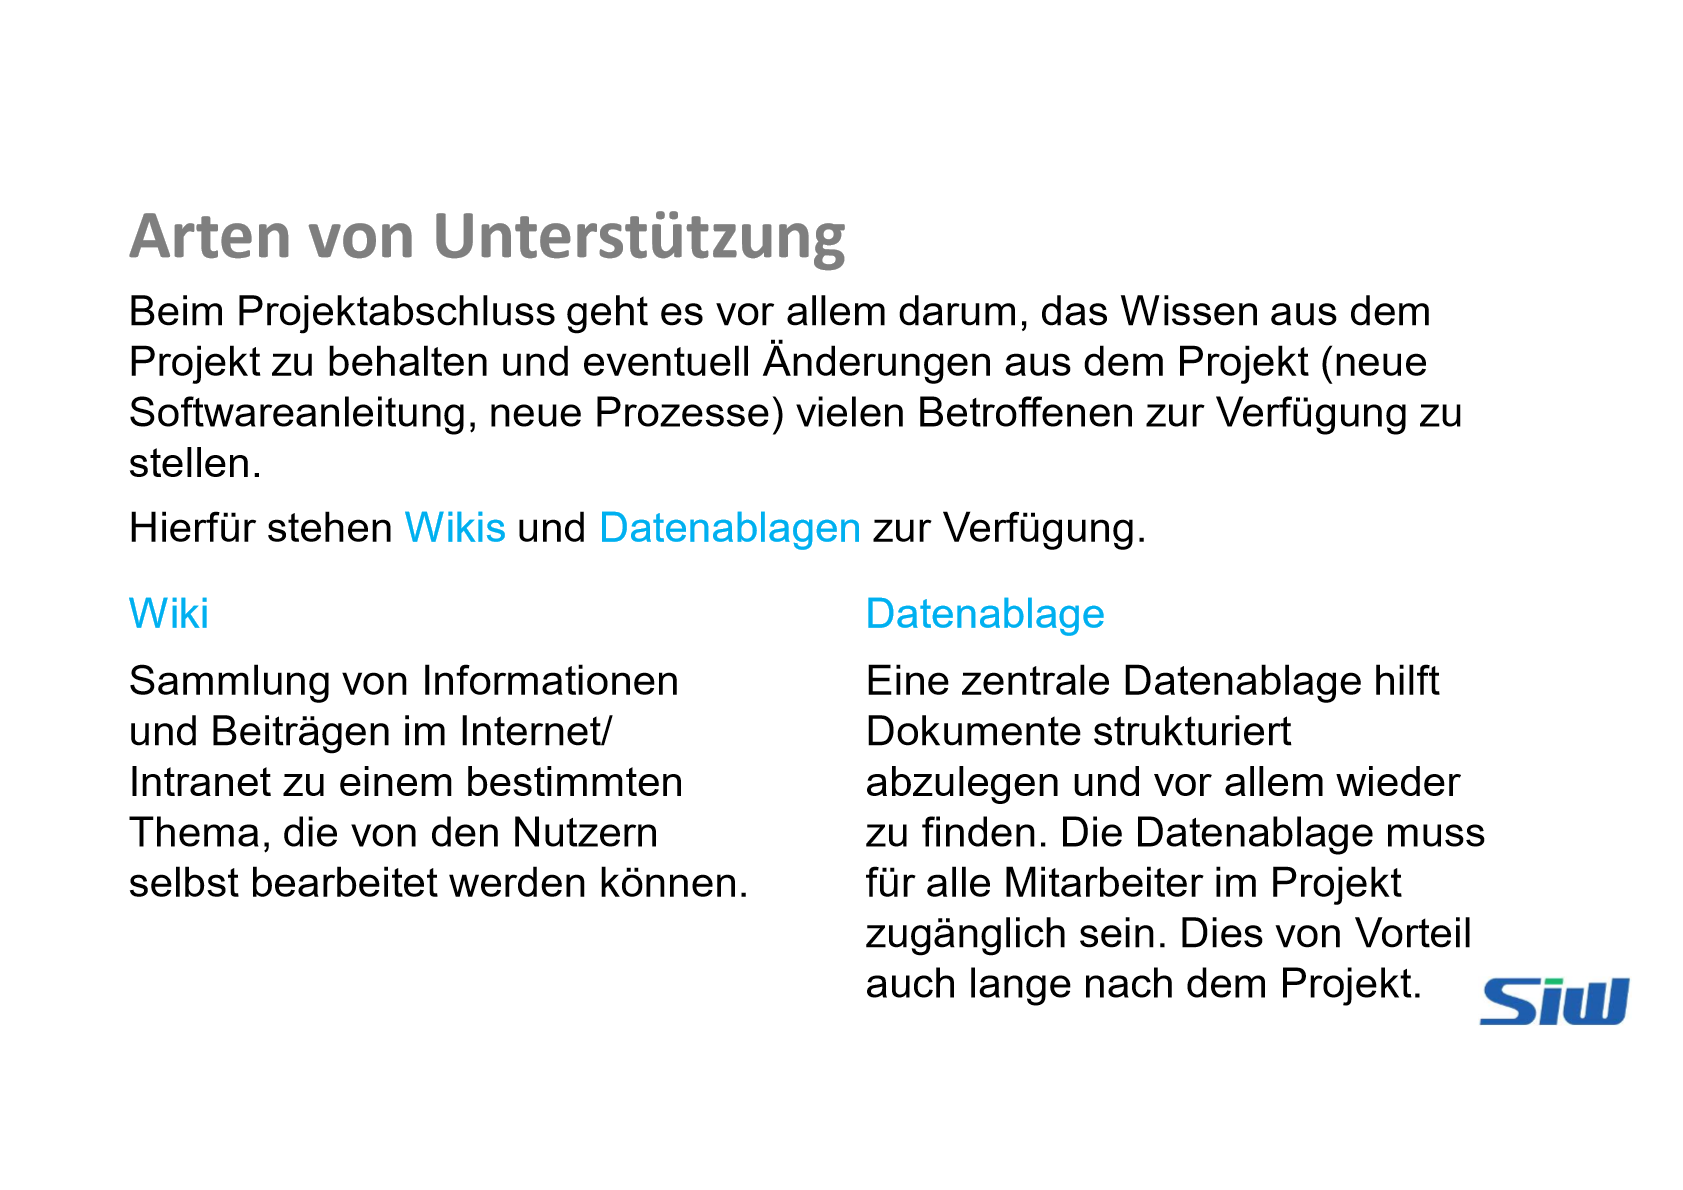 Arten von Unterstützung
Beim Projektabschluss geht es vor allem darum, das Wissen aus dem
Projekt zu behalten und eventuell Änderungen aus dem Projekt (neue
Softwareanleitung, neue Prozesse) vielen Betroffenen zur Verfügung zu
stellen.
Hierfür stehen Wikis und Datenablagen zur Verfügung.
Wiki
Sammlung von Informationen
und Beiträgen im Internet/
Intranet zu einem bestimmten
Thema, die von den Nutzern
selbst bearbeitet werden können.
Datenablage
Eine zentrale Datenablage hilft
Dokumente strukturiert
abzulegen und vor allem wieder
zu finden. Die Datenablage muss
für alle Mitarbeiter im Projekt
zugänglich sein. Dies von Vorteil
auch lange nach dem Projekt.
Siw